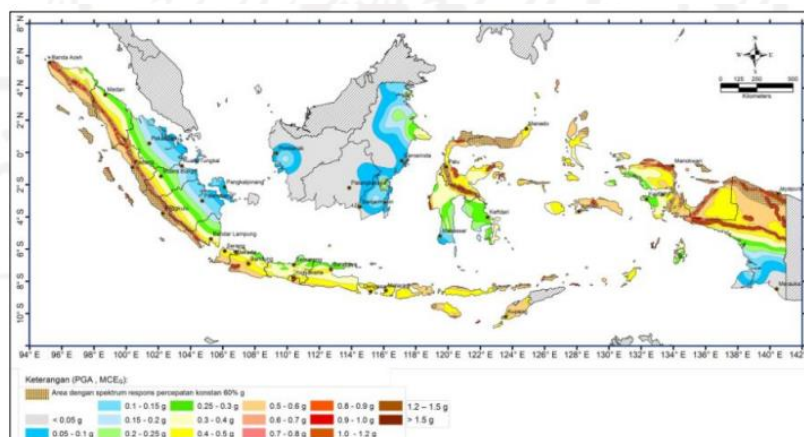 8° N
6° N
4° N
2° N
0°
2° S
4° S
6° S
8° S
10° S
Banda Aceh
Medan
Manado
Palu
Samarinda
Manokwari
Pangkalpinang
Kendari
Bandar Lampung
Serang
Kupang
0 125 250 500
Kilometers
94° E 96° E 98° E 100° E 102° E 104° E 106° E 108° E 110° E 112° E 114° E 116° E 118° E 120° E 122° E 124° E 126° E 128° E 130° E 132° E 134° E 136° E 138° E 140° E 142° E
Keterangan (PGA , MCEG):
Area dengan spektrum respons percepatan konstan 60% g
< 0.05 g
0.05 - 0.1 g
0.1 - 0.15 g
0.15 - 0.2 g
0.2 - 0.25 g
0.25 - 0.3 g
0.3 - 0.4 g
0.4 - 0.5 g
0.5 - 0.6 g
0.6 - 0.7 g
0.7 - 0.8 g
0.8 - 0.9 g
0.9 - 1.0 g
1.0 - 1.2 g
1.2 – 1.5 g
> 1.5 g